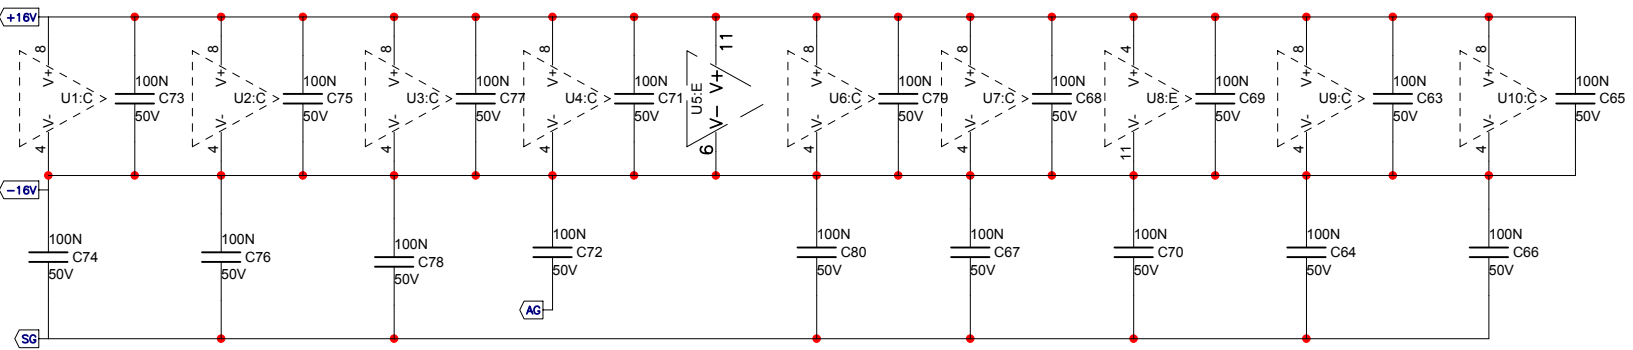 +16V
8 V+ U1:C V- 4
100N C73 50V
8 V+ U2:C V- 4
100N C75 50V
8 V+ U3:C V- 4
100N C77 50V
8 V+ U4:C V- 4
100N C71 50V
11 V+ U5:E V- 6
8 V+ U6:C V- 4
100N C79 50V
8 V+ U7:C V- 4
100N C68 50V
4 V+ U8:E V- 11
100N C69 50V
8 V+ U9:C V- 4
100N C63 50V
8 V+ U10:C V- 4
100N C65 50V
-16V
100N C74 50V
100N C76 50V
100N C78 50V
100N C72 50V
100N C80 50V
100N C67 50V
100N C70 50V
100N C64 50V
100N C66 50V
AG
SG